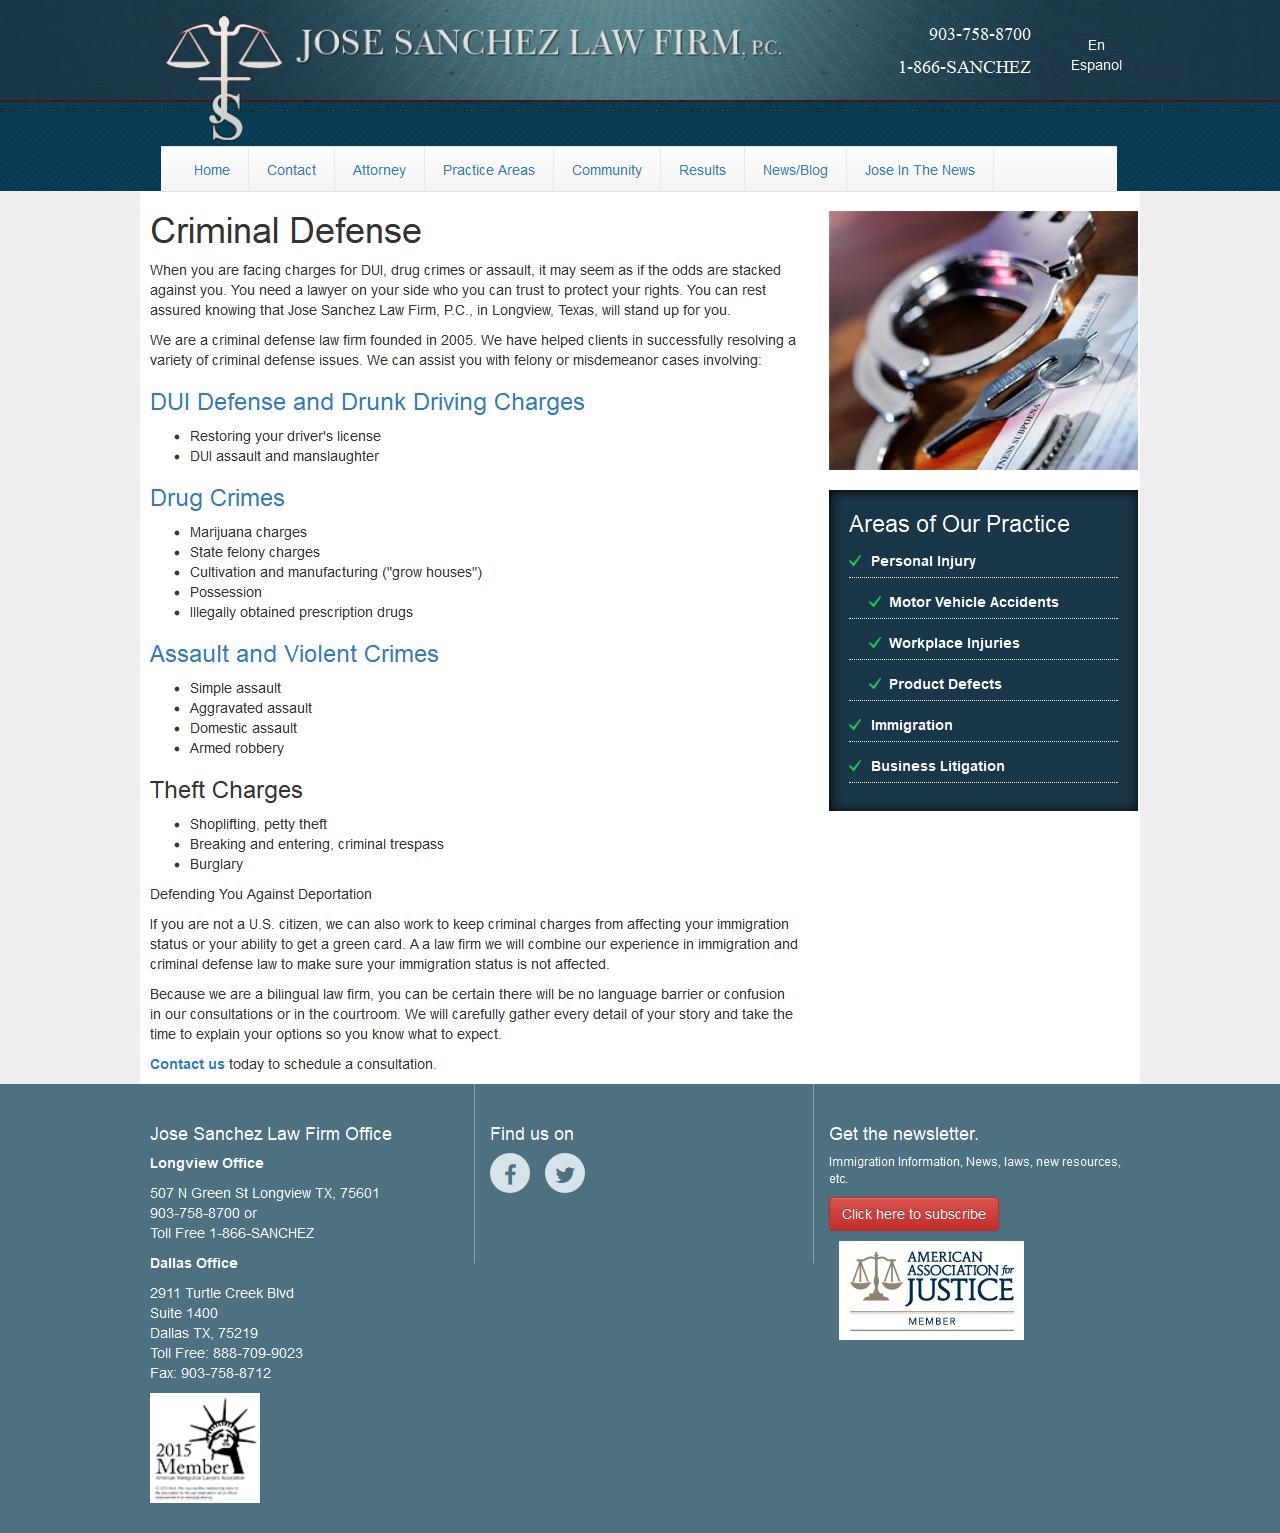 JOSE SANCHEZ LAW FIRM, P.C.
903-758-8700
1-866-SANCHEZ
En
Espanol
JS
Home
Contact
Attorney
Practice Areas
Community
Results
News/Blog
Jose In The News
Criminal Defense
When you are facing charges for DUI, drug crimes or assault, it may seem as if the odds are stacked
against you. You need a lawyer on your side who you can trust to protect your rights. You can rest
assured knowing that Jose Sanchez Law Firm, P.C., in Longview, Texas, will stand up for you.
We are a criminal defense law firm founded in 2005. We have helped clients in successfully resolving a
variety of criminal defense issues. We can assist you with felony or misdemeanor cases involving:
DUI Defense and Drunk Driving Charges
Restoring your driver's license
DUI assault and manslaughter
Drug Crimes
Marijuana charges
State felony charges
Cultivation and manufacturing ("grow houses")
Possession
Illegally obtained prescription drugs
Assault and Violent Crimes
Simple assault
Aggravated assault
Domestic assault
Armed robbery
Theft Charges
Shoplifting, petty theft
Breaking and entering, criminal trespass
Burglary
Defending You Against Deportation
If you are not a U.S. citizen, we can also work to keep criminal charges from affecting your immigration
status or your ability to get a green card. A a law firm we will combine our experience in immigration and
criminal defense law to make sure your immigration status is not affected.
Because we are a bilingual law firm, you can be certain there will be no language barrier or confusion
in our consultations or in the courtroom. We will carefully gather every detail of your story and take the
time to explain your options so you know what to expect.
Contact us today to schedule a consultation.
SUBPOENA
Areas of Our Practice
Personal Injury
Motor Vehicle Accidents
Workplace Injuries
Product Defects
Immigration
Business Litigation
Jose Sanchez Law Firm Office
Longview Office
507 N Green St Longview TX, 75601
903-758-8700 or
Toll Free 1-866-SANCHEZ
Dallas Office
2911 Turtle Creek Blvd
Suite 1400
Dallas TX, 75219
Toll Free: 888-709-9023
Fax: 903-758-8712
2015
Member
American Immigration Lawyers Association
Find us on
Get the newsletter.
Immigration Information, News, laws, new resources,
etc.
Click here to subscribe
AMERICAN
ASSOCIATION for
JUSTICE
MEMBER